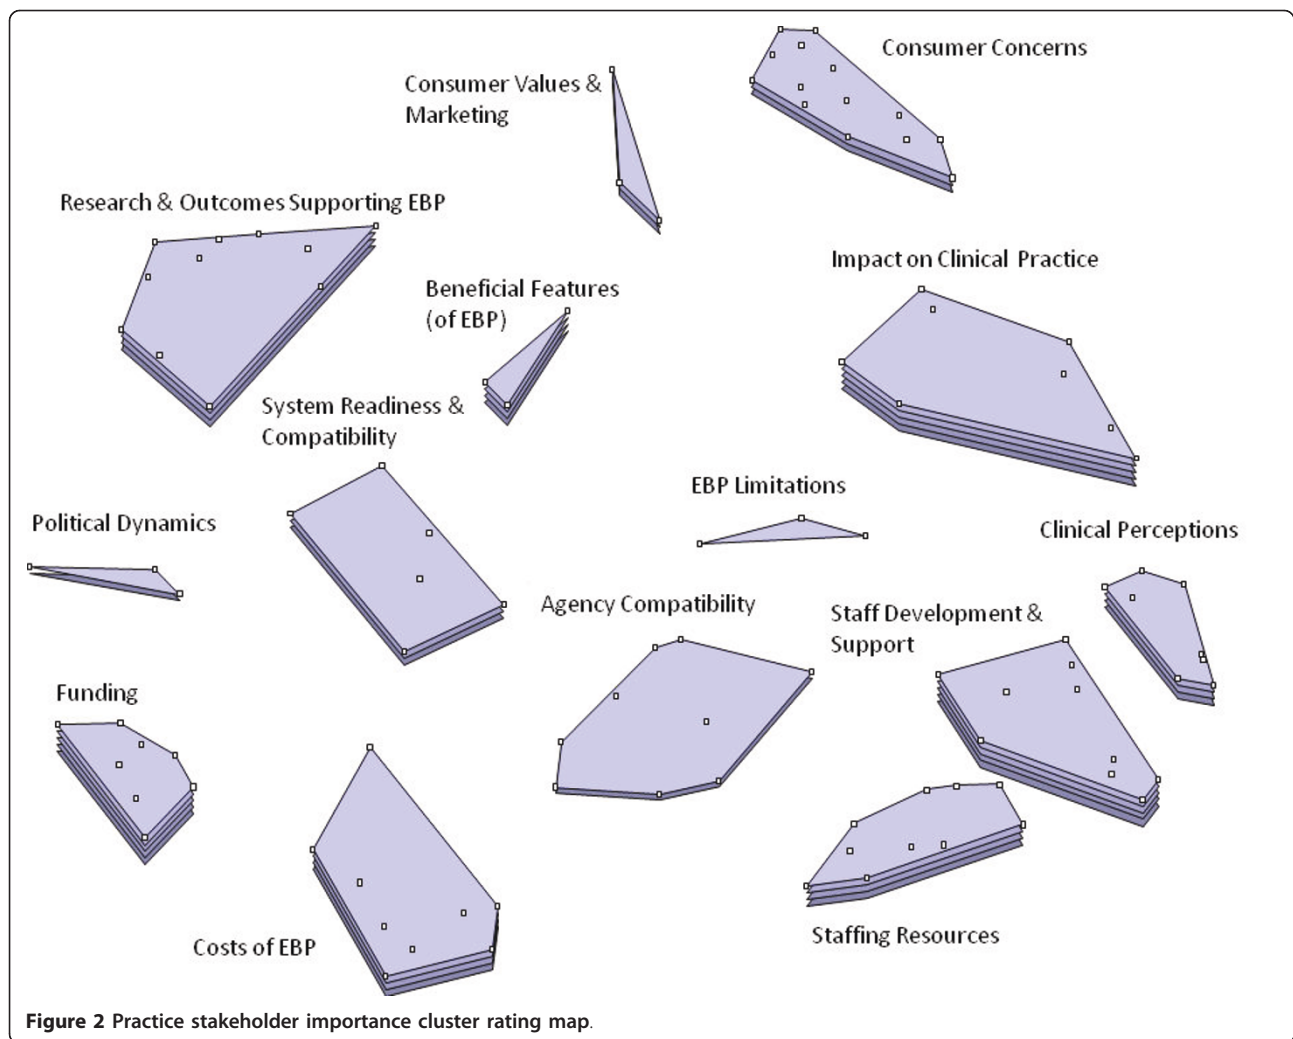 Consumer Concerns
Consumer Values &
Marketing
Research & Outcomes Supporting EBP
Impact on Clinical Practice
Beneficial Features
(of EBP)
System Readiness &
Compatibility
EBP Limitations
Political Dynamics
Clinical Perceptions
Agency Compatibility
Staff Development &
Support
Funding
Costs of EBP
Staffing Resources
Figure 2 Practice stakeholder importance cluster rating map.